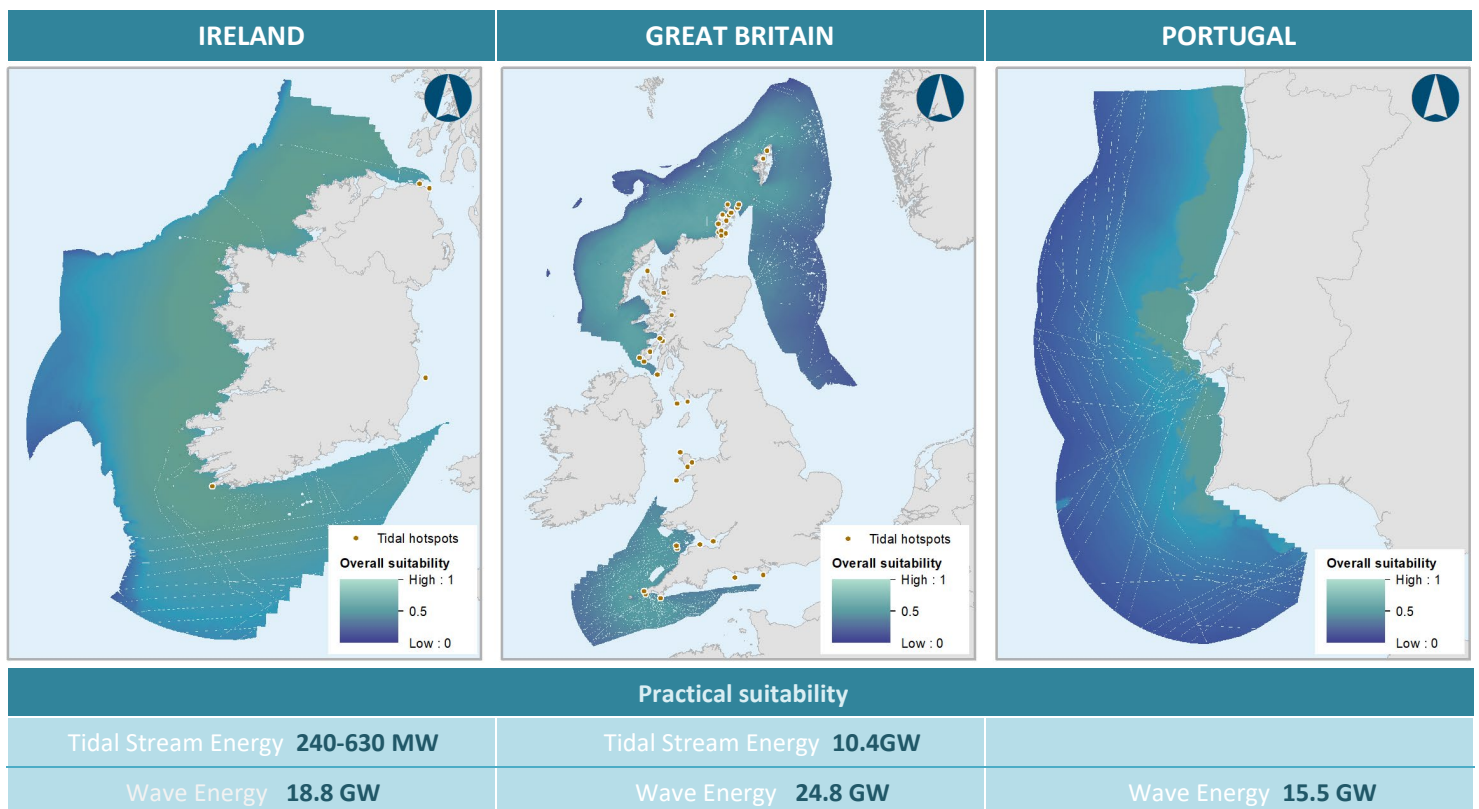 IRELAND
GREAT BRITAIN
PORTUGAL
Tidal hotspots
Overall suitability
High : 1
0.5
Low : 0
Tidal hotspots
Overall suitability
High : 1
0.5
Low : 0
Overall suitability
High : 1
0.5
Low : 0
Practical suitability
Tidal Stream Energy 240-630 MW
Tidal Stream Energy 10.4GW
Wave Energy 18.8 GW
Wave Energy 24.8 GW
Wave Energy 15.5 GW